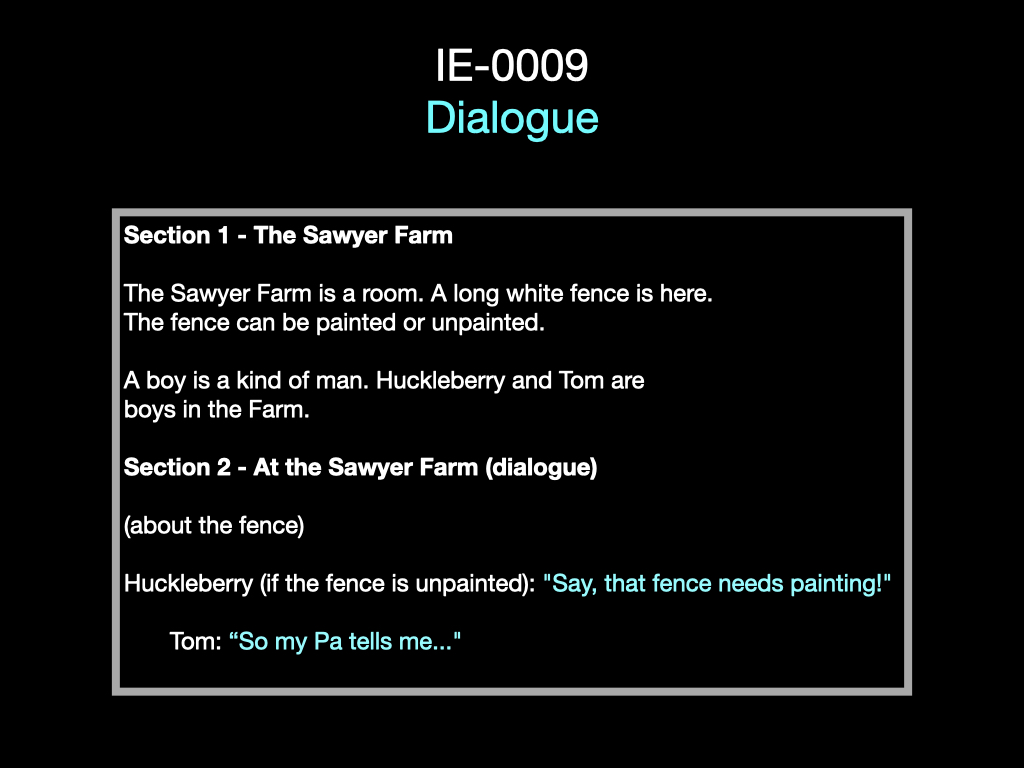 IE-0009
Dialogue
Section 1 - The Sawyer Farm
The Sawyer Farm is a room. A long white fence is here.
The fence can be painted or unpainted.
A boy is a kind of man. Huckleberry and Tom are
boys in the Farm.
Section 2 - At the Sawyer Farm (dialogue)
(about the fence)
Huckleberry (if the fence is unpainted): "Say, that fence needs painting!"
Tom: “So my Pa tells me..."